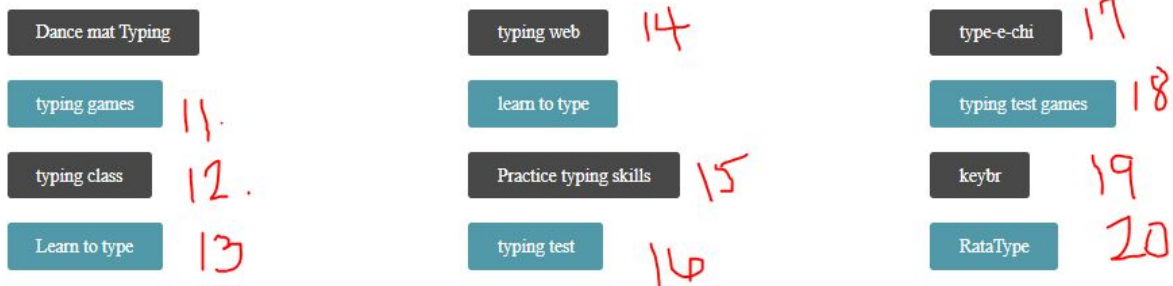 Dance mat Typing
typing web 14
type-e-chi 17
typing games 11.
learn to type
typing test games 18
typing class 12.
Practice typing skills 15
keybr 19
Learn to type 13
typing test 16
RataType 20